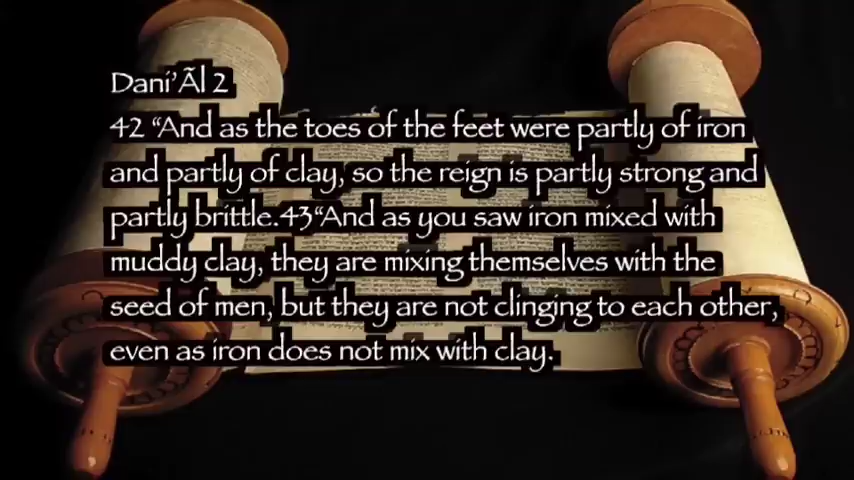 Dani’Ãl 2
42 “And as the toes of the feet were partly of iron
and partly of clay, so the reign is partly strong and
partly brittle.43“And as you saw iron mixed with
muddy clay, they are mixing themselves with the
seed of men, but they are not clinging to each other,
even as iron does not mix with clay.